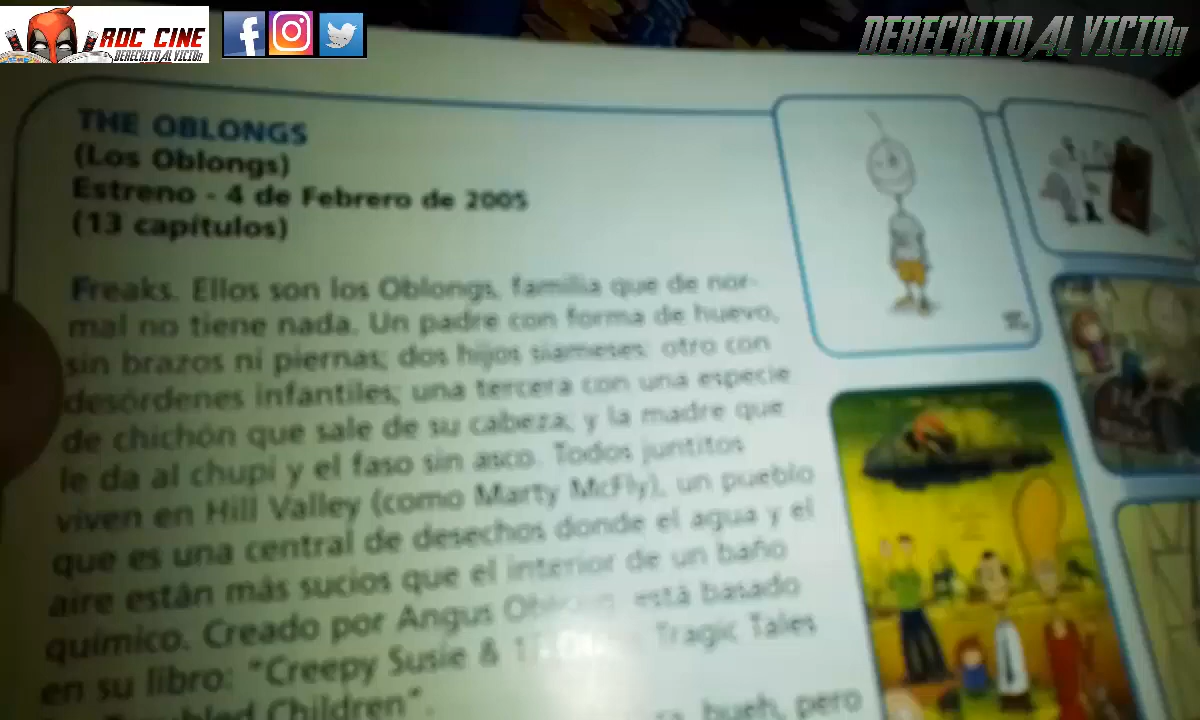 RDC CINE
DERECHITO AL VICIO!!
DERECHITO AL VICIO!!
THE OBLONGS
(Los Oblongs)
Estreno - 4 de Febrero de 2005
(13 capítulos)
Freaks. Ellos son los Oblongs, familia que de nor-
mal no tiene nada. Un padre con forma de huevo,
sin brazos ni piernas; dos hijos siameses; otro con
desórdenes infantiles; una tercera con una especie
de chichón que sale de su cabeza; y la madre que
le da al chupi y el faso sin asco. Todos juntitos
viven en Hill Valley (como Marty McFly), un pueblo
que es una central de desechos donde el agua y el
aire están más sucios que el interior de un baño
químico. Creado por Angus está basado
en su libro: "Creepy Susie & Tragic Tales
Children".
bueh, pero